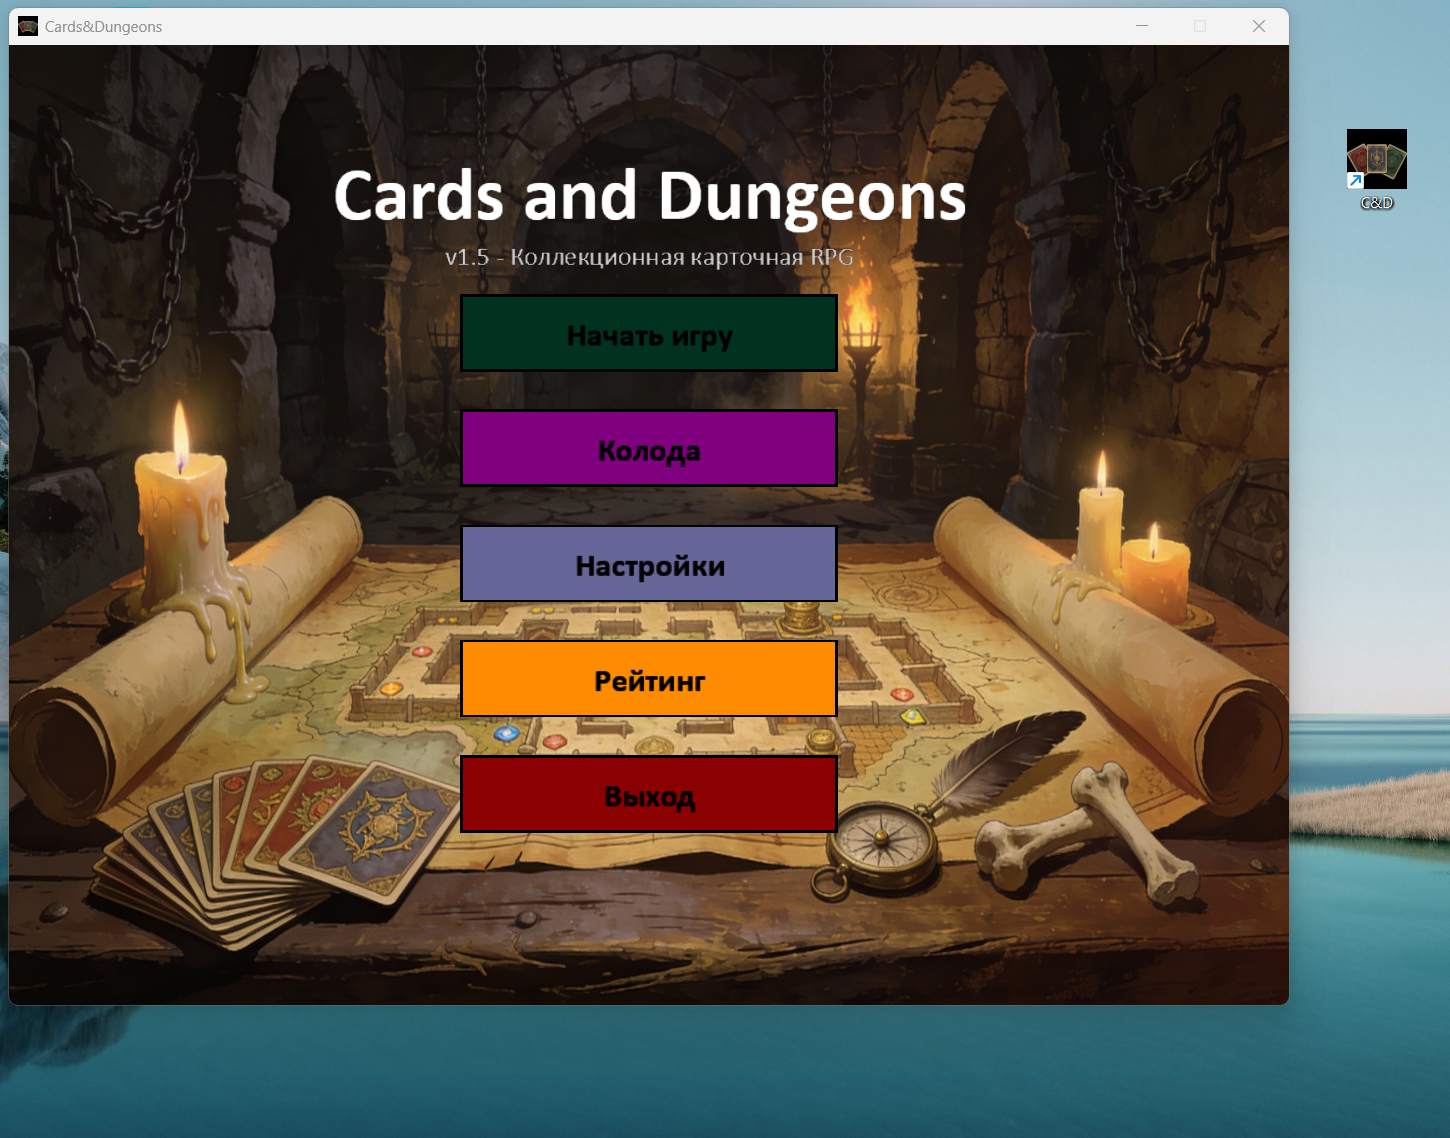 Cards&Dungeons
C&D
Cards and Dungeons
v1.5 - Коллекционная карточная RPG
Начать игру
Колода
Настройки
Рейтинг
Выход